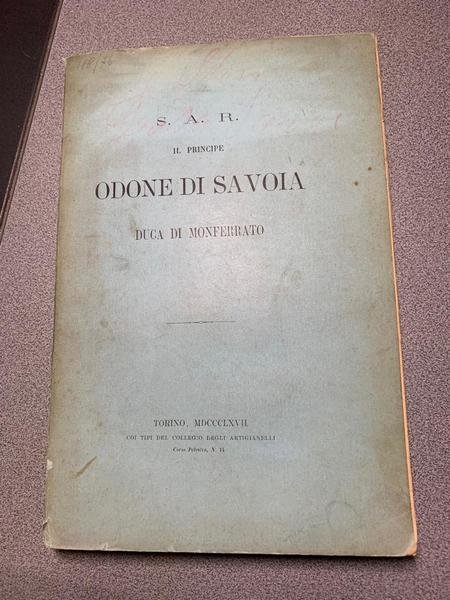 S. A. R.
IL PRINCIPE
ODONE DI SAVOIA
DUCA DI MONFERRATO
TORINO, MDCCCLXVII.
COI TIPI DEL COLLEGIO DEGLI ARTIGIANELLI
Corso Palestro, N. 14